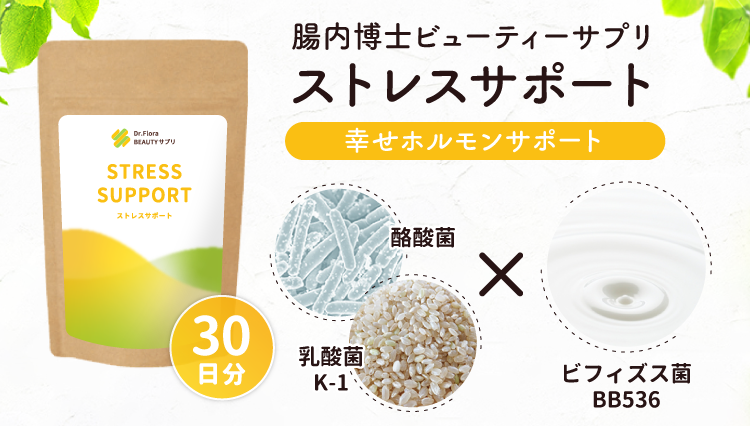 腸内博士ビューティーサプリ
ストレスサポート
幸せホルモンサポート
Dr.Flora
BEAUTYサプリ
STRESS
SUPPORT
ストレスサポート
30
日分
酪酸菌
乳酸菌
K-1
×
ビフィズス菌
BB536